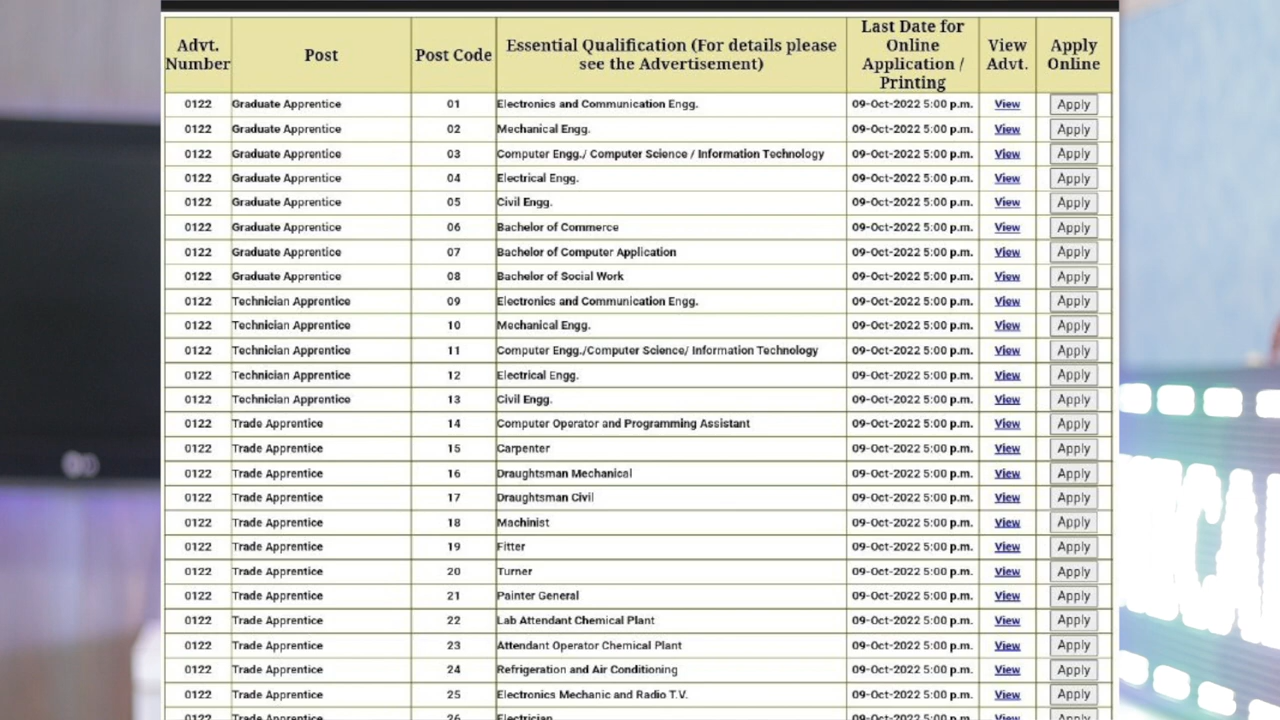 Advt. Number Post Post Code Essential Qualification (For details please see the Advertisement) Last Date for Online Application / Printing View Advt. Apply Online
0122 Graduate Apprentice 01 Electronics and Communication Engg. 09-Oct-2022 5:00 p.m. View Apply
0122 Graduate Apprentice 02 Mechanical Engg. 09-Oct-2022 5:00 p.m. View Apply
0122 Graduate Apprentice 03 Computer Engg./ Computer Science / Information Technology 09-Oct-2022 5:00 p.m. View Apply
0122 Graduate Apprentice 04 Electrical Engg. 09-Oct-2022 5:00 p.m. View Apply
0122 Graduate Apprentice 05 Civil Engg. 09-Oct-2022 5:00 p.m. View Apply
0122 Graduate Apprentice 06 Bachelor of Commerce 09-Oct-2022 5:00 p.m. View Apply
0122 Graduate Apprentice 07 Bachelor of Computer Application 09-Oct-2022 5:00 p.m. View Apply
0122 Graduate Apprentice 08 Bachelor of Social Work 09-Oct-2022 5:00 p.m. View Apply
0122 Technician Apprentice 09 Electronics and Communication Engg. 09-Oct-2022 5:00 p.m. View Apply
0122 Technician Apprentice 10 Mechanical Engg. 09-Oct-2022 5:00 p.m. View Apply
0122 Technician Apprentice 11 Computer Engg./Computer Science/ Information Technology 09-Oct-2022 5:00 p.m. View Apply
0122 Technician Apprentice 12 Electrical Engg. 09-Oct-2022 5:00 p.m. View Apply
0122 Technician Apprentice 13 Civil Engg. 09-Oct-2022 5:00 p.m. View Apply
0122 Trade Apprentice 14 Computer Operator and Programming Assistant 09-Oct-2022 5:00 p.m. View Apply
0122 Trade Apprentice 15 Carpenter 09-Oct-2022 5:00 p.m. View Apply
0122 Trade Apprentice 16 Draughtsman Mechanical 09-Oct-2022 5:00 p.m. View Apply
0122 Trade Apprentice 17 Draughtsman Civil 09-Oct-2022 5:00 p.m. View Apply
0122 Trade Apprentice 18 Machinist 09-Oct-2022 5:00 p.m. View Apply
0122 Trade Apprentice 19 Fitter 09-Oct-2022 5:00 p.m. View Apply
0122 Trade Apprentice 20 Turner 09-Oct-2022 5:00 p.m. View Apply
0122 Trade Apprentice 21 Painter General 09-Oct-2022 5:00 p.m. View Apply
0122 Trade Apprentice 22 Lab Attendant Chemical Plant 09-Oct-2022 5:00 p.m. View Apply
0122 Trade Apprentice 23 Attendant Operator Chemical Plant 09-Oct-2022 5:00 p.m. View Apply
0122 Trade Apprentice 24 Refrigeration and Air Conditioning 09-Oct-2022 5:00 p.m. View Apply
0122 Trade Apprentice 25 Electronics Mechanic and Radio T.V. 09-Oct-2022 5:00 p.m. View Apply
0122 Trade Apprentice 26 Electrician 09-Oct-2022 5:00 p.m. View Apply